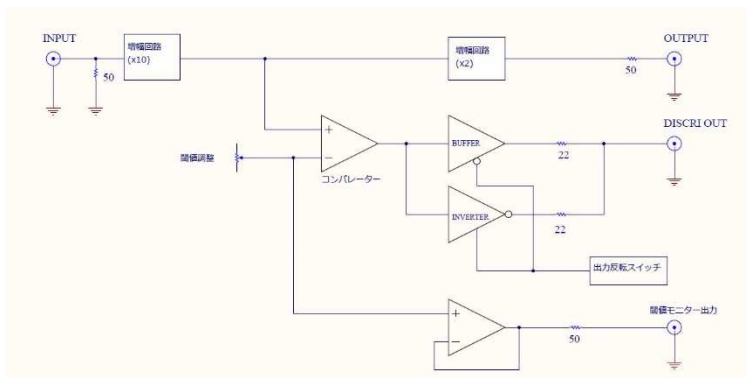 INPUT
増幅回路
(x10)
50
増幅回路
(x2)
OUTPUT
50
DISCRI OUT
閾値調整
+
−
コンパレーター
BUFFER
22
INVERTER
22
出力反転スイッチ
閾値モニター出力
+
−
50